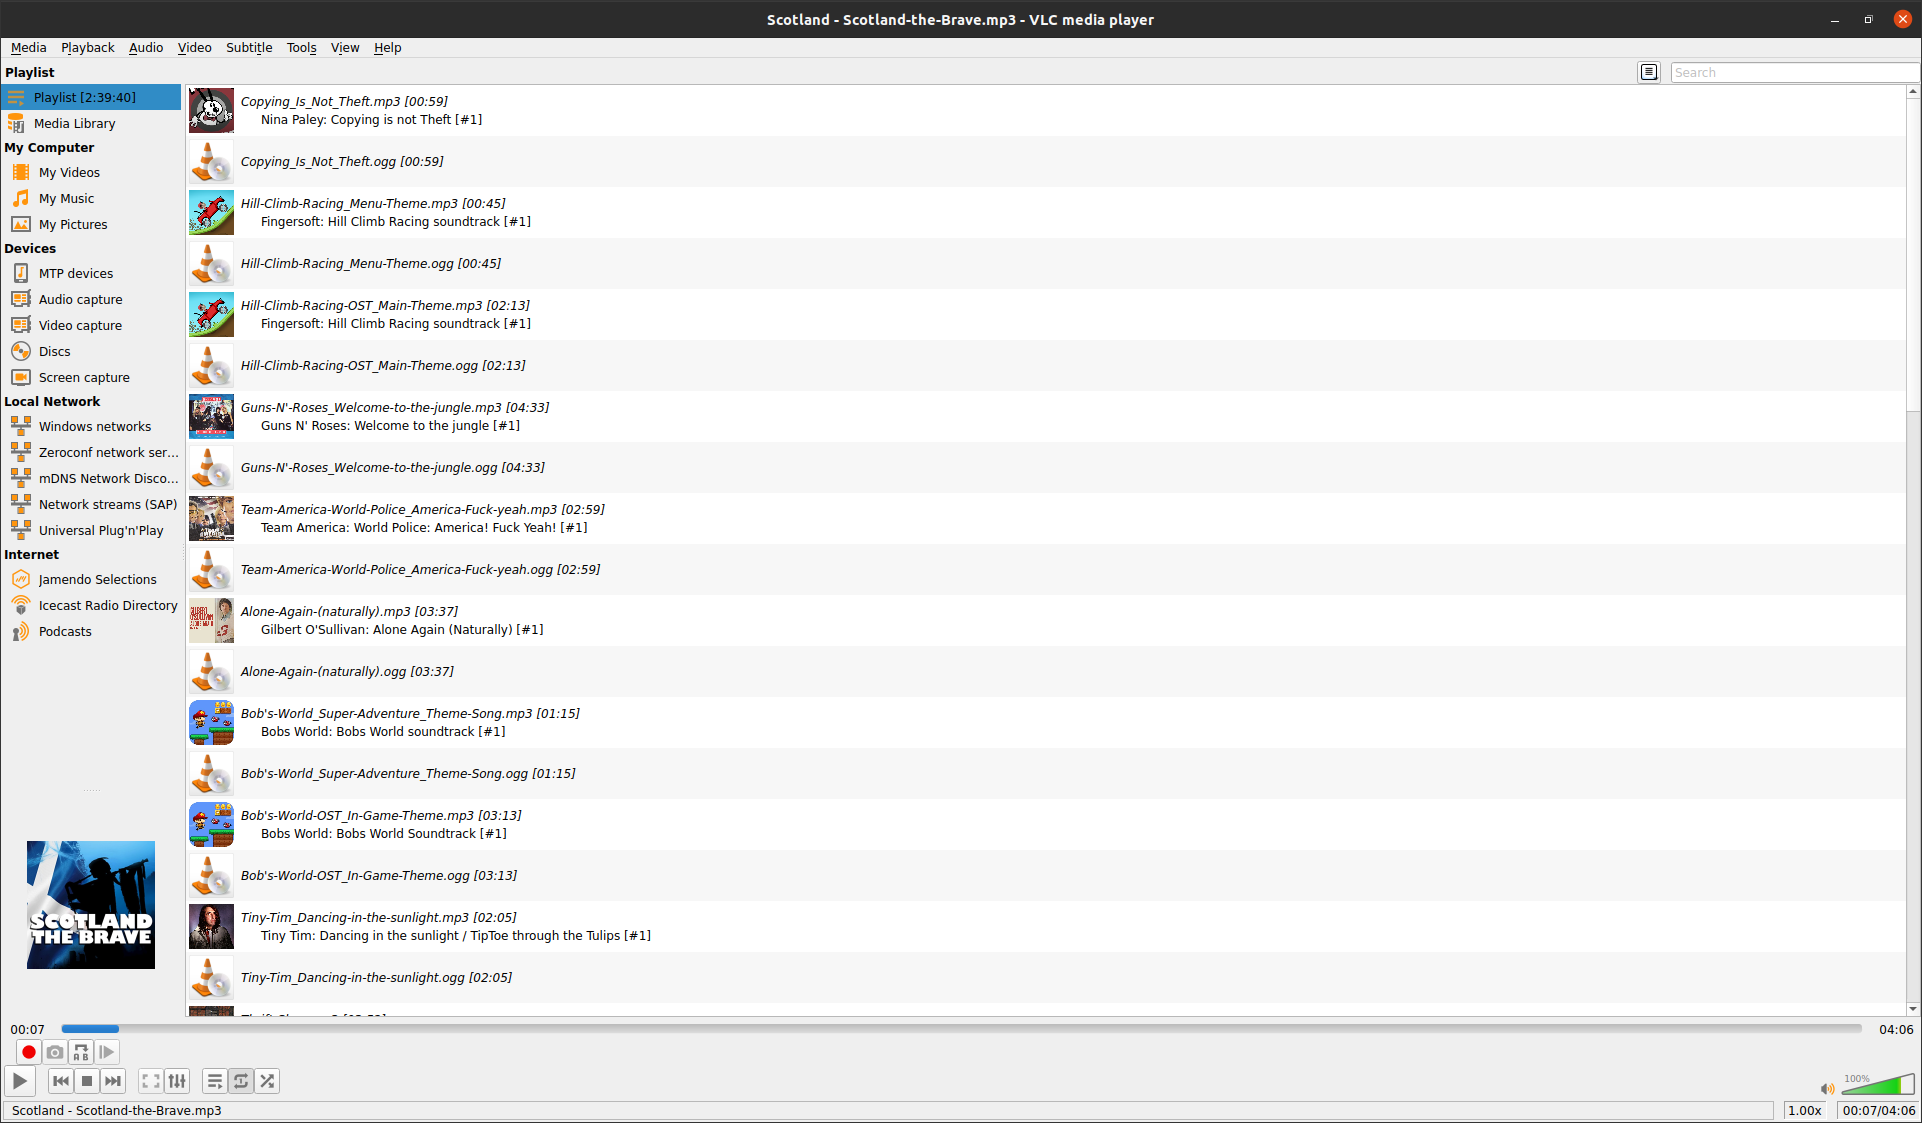 Scotland - Scotland-the-Brave.mp3 - VLC media player
Media Playback Audio Video Subtitle Tools View Help
Playlist
Search
Playlist [2:39:40]
Media Library
My Computer
My Videos
My Music
My Pictures
Devices
MTP devices
Audio capture
Video capture
Discs
Screen capture
Local Network
Windows networks
Zeroconf network ser...
mDNS Network Disco...
Network streams (SAP)
Universal Plug'n'Play
Internet
Jamendo Selections
Icecast Radio Directory
Podcasts
SCOTLAND
THE BRAVE
Copying_Is_Not_Theft.mp3 [00:59]
Nina Paley: Copying is not Theft [#1]
Copying_Is_Not_Theft.ogg [00:59]
Hill-Climb-Racing_Menu-Theme.mp3 [00:45]
Fingersoft: Hill Climb Racing soundtrack [#1]
Hill-Climb-Racing_Menu-Theme.ogg [00:45]
Hill-Climb-Racing-OST_Main-Theme.mp3 [02:13]
Fingersoft: Hill Climb Racing soundtrack [#1]
Hill-Climb-Racing-OST_Main-Theme.ogg [02:13]
Guns-N'-Roses_Welcome-to-the-jungle.mp3 [04:33]
Guns N' Roses: Welcome to the jungle [#1]
Guns-N'-Roses_Welcome-to-the-jungle.ogg [04:33]
Team-America-World-Police_America-Fuck-yeah.mp3 [02:59]
Team America: World Police: America! Fuck Yeah! [#1]
Team-America-World-Police_America-Fuck-yeah.ogg [02:59]
Alone-Again-(naturally).mp3 [03:37]
Gilbert O'Sullivan: Alone Again (Naturally) [#1]
Alone-Again-(naturally).ogg [03:37]
Bob's-World_Super-Adventure_Theme-Song.mp3 [01:15]
Bobs World: Bobs World soundtrack [#1]
Bob's-World_Super-Adventure_Theme-Song.ogg [01:15]
Bob's-World-OST_In-Game-Theme.mp3 [03:13]
Bobs World: Bobs World Soundtrack [#1]
Bob's-World-OST_In-Game-Theme.ogg [03:13]
Tiny-Tim_Dancing-in-the-sunlight.mp3 [02:05]
Tiny Tim: Dancing in the sunlight / TipToe through the Tulips [#1]
Tiny-Tim_Dancing-in-the-sunlight.ogg [02:05]
00:07 04:06
A B
100%
Scotland - Scotland-the-Brave.mp3
1.00x 00:07/04:06